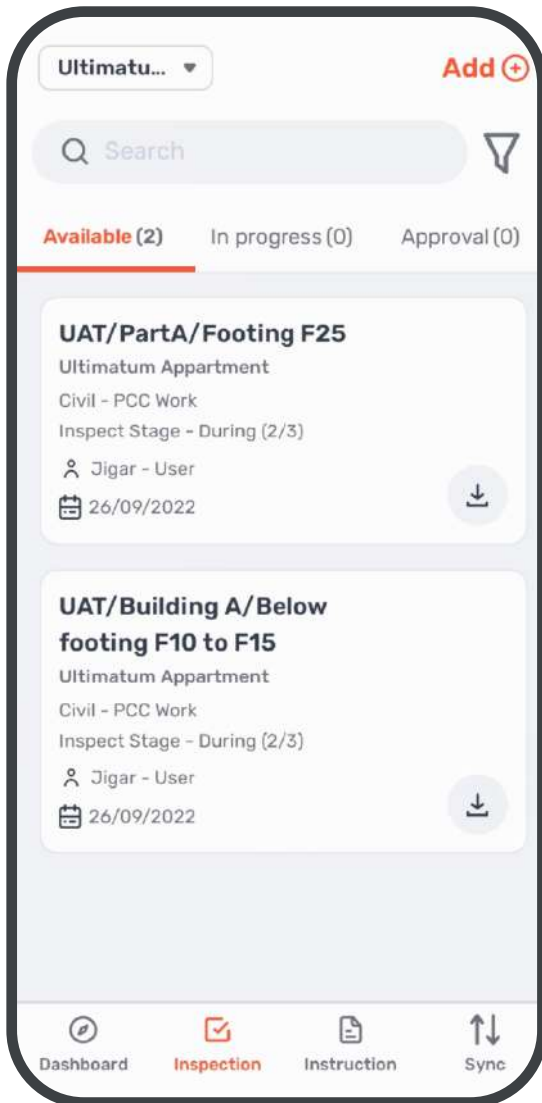 Ultimatu...
Add
Search
Available (2)
In progress (0)
Approval (0)
UAT/PartA/Footing F25
Ultimatum Appartment
Civil - PCC Work
Inspect Stage - During (2/3)
Jigar - User
26/09/2022
UAT/Building A/Below
footing F10 to F15
Ultimatum Appartment
Civil - PCC Work
Inspect Stage - During (2/3)
Jigar - User
26/09/2022
Dashboard
Inspection
Instruction
Sync